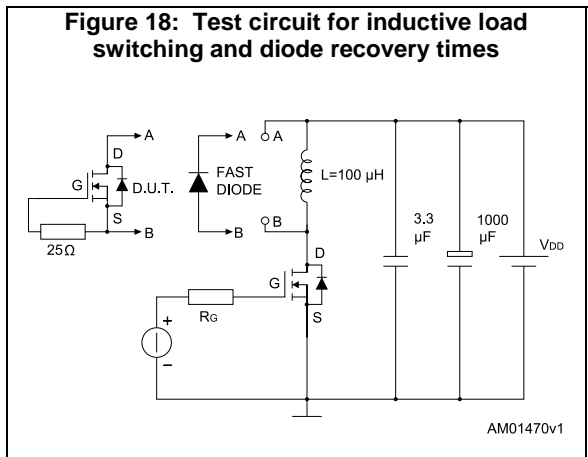 Figure 18: Test circuit for inductive load
switching and diode recovery times
A
D
G
D.U.T.
S
B
25Ω
A
FAST
DIODE
B
A
L=100 µH
B
D
G
S
RG
+
−
3.3
µF
1000
µF
VDD
AM01470v1